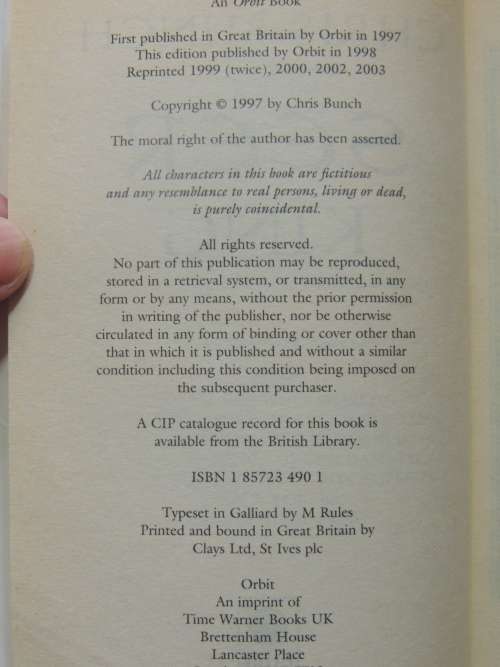 An Orbit Book
First published in Great Britain by Orbit in 1997
This edition published by Orbit in 1998
Reprinted 1999 (twice), 2000, 2002, 2003
Copyright © 1997 by Chris Bunch
The moral right of the author has been asserted.
All characters in this book are fictitious
and any resemblance to real persons, living or dead,
is purely coincidental.
All rights reserved.
No part of this publication may be reproduced,
stored in a retrieval system, or transmitted, in any
form or by any means, without the prior permission
in writing of the publisher, nor be otherwise
circulated in any form of binding or cover other than
that in which it is published and without a similar
condition including this condition being imposed on
the subsequent purchaser.
A CIP catalogue record for this book is
available from the British Library.
ISBN 1 85723 490 1
Typeset in Galliard by M Rules
Printed and bound in Great Britain by
Clays Ltd, St Ives plc
Orbit
An imprint of
Time Warner Books UK
Brettenham House
Lancaster Place